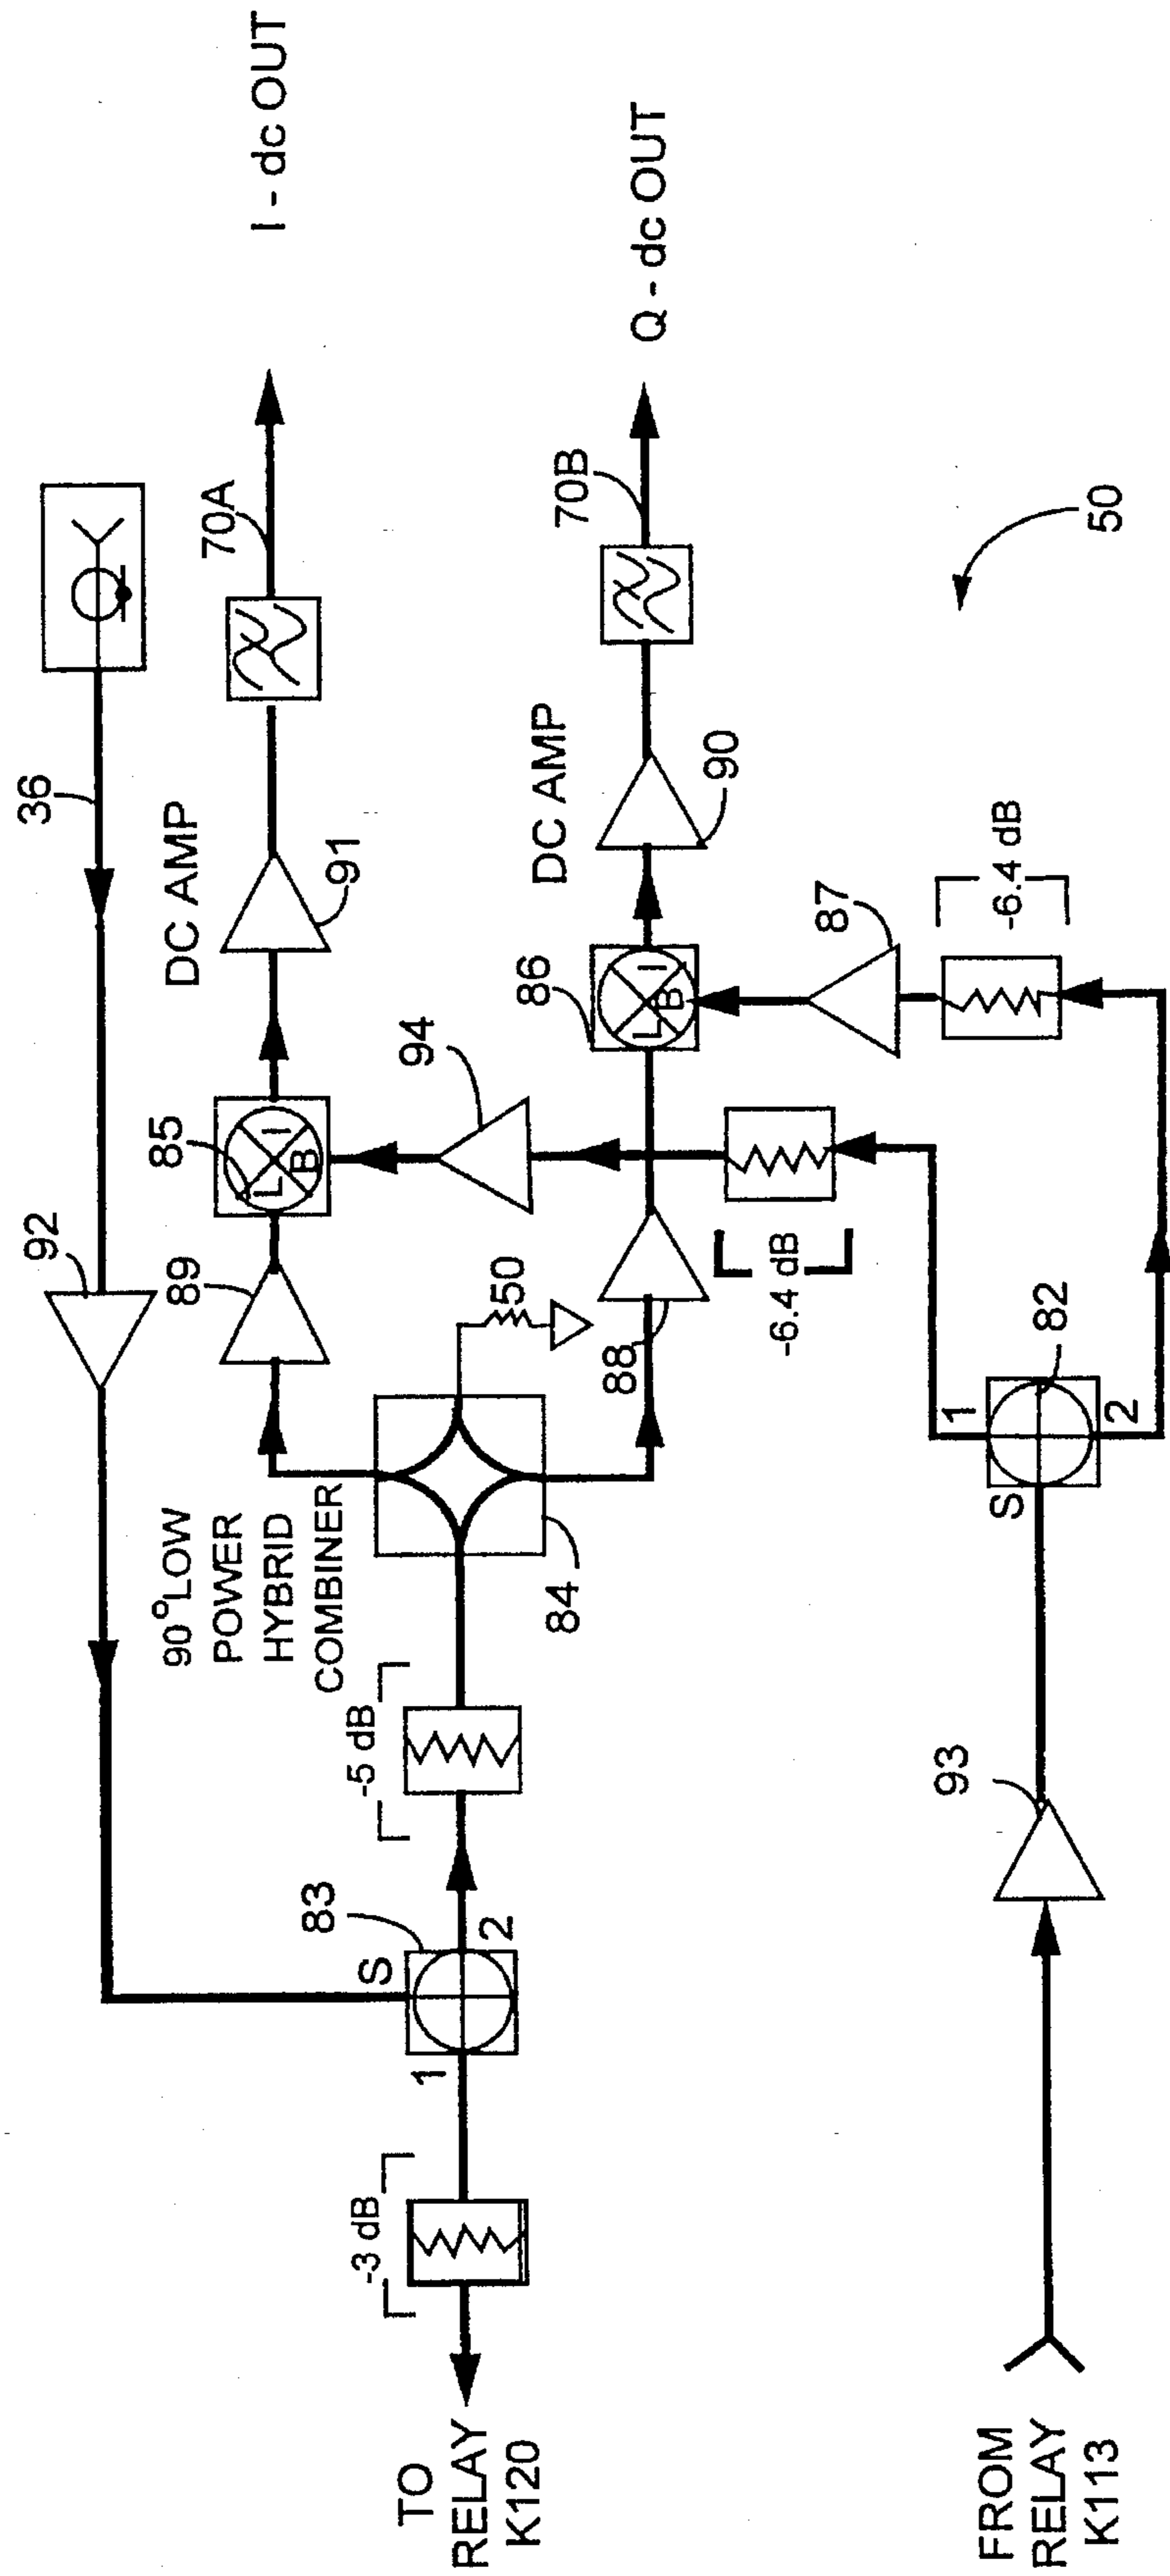 36
92
I - dc OUT
70A
DC AMP
91
85
89
94
90°LOW
POWER
HYBRID
COMBINER
L
I
B
Q - dc OUT
70B
DC AMP
90
86
L
I
B
50
88
84
87
-6.4 dB
-6.4 dB
-5 dB
83
S
1
2
-3 dB
TO
RELAY
K120
50
82
S
1
2
93
FROM
RELAY
K113